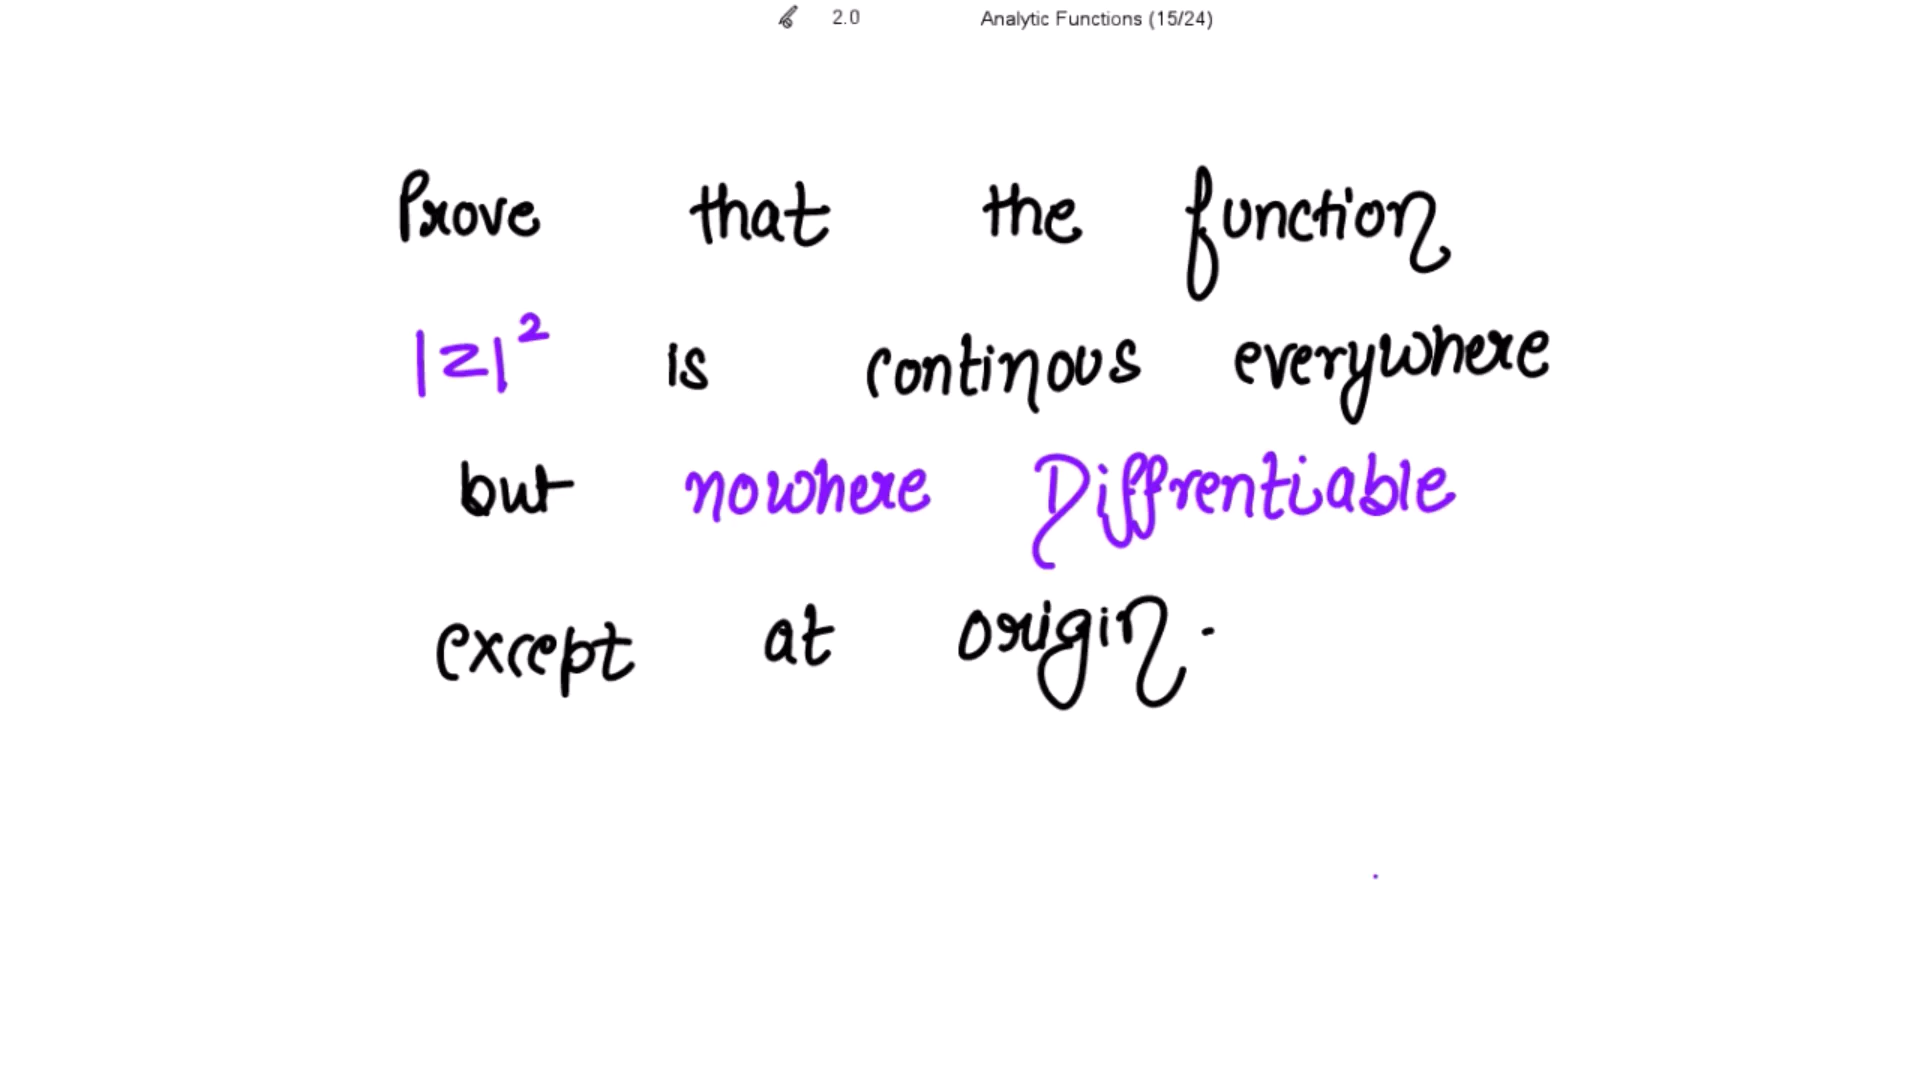 2.0 Analytic Functions (15/24)
Prove that the function
|z|² is continous everywhere
but nowhere Diffrentiable
except at origin.